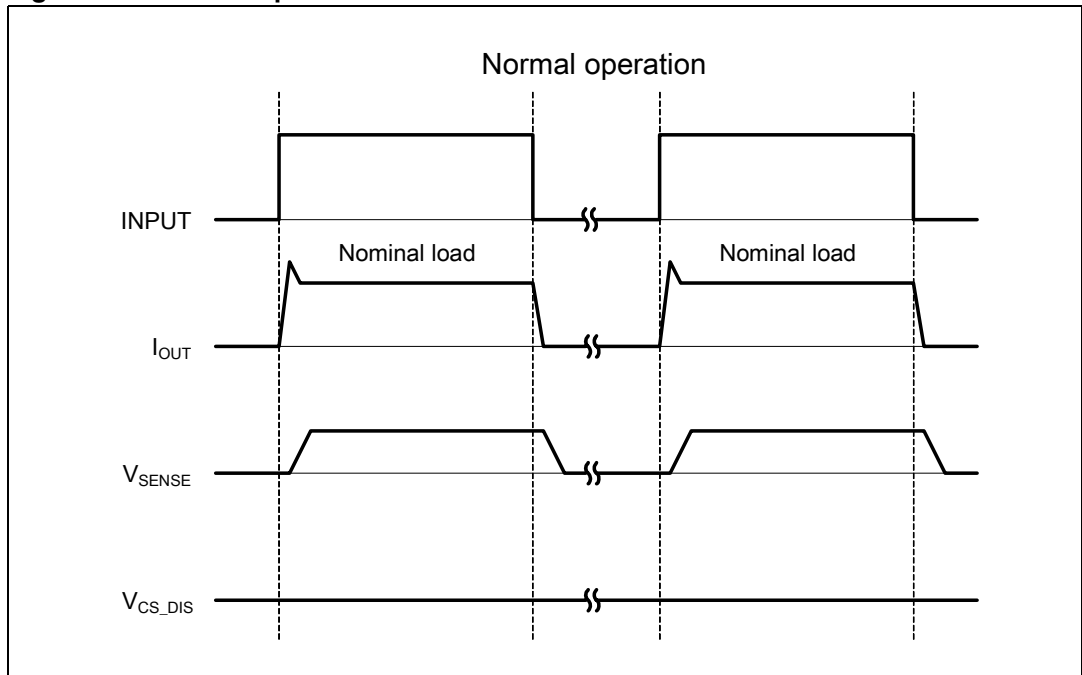 Normal operation
INPUT
Nominal load Nominal load
I_OUT
V_SENSE
V_CS_DIS